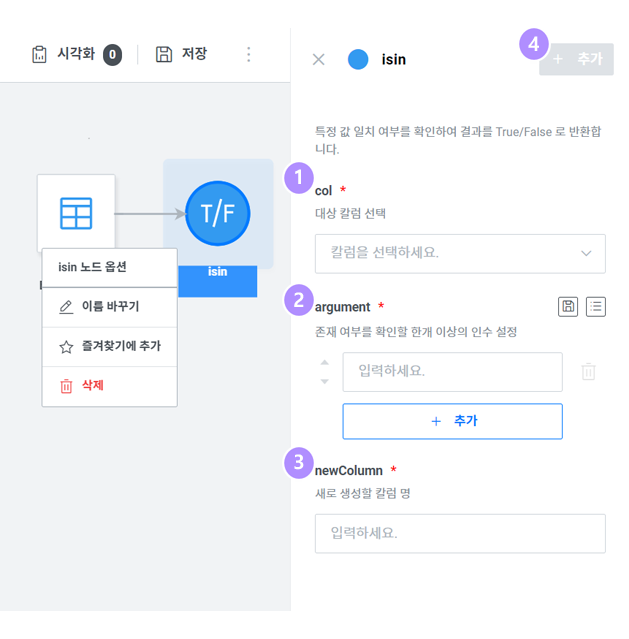 시각화 0
저장
4
+ 추가
isin
특정 값 일치 여부를 확인하여 결과를 True/False 로 반환합
니다.
1
col *
대상 칼럼 선택
칼럼을 선택하세요.
T/F
isin
isin 노드 옵션
이름 바꾸기
즐겨찾기에 추가
삭제
2
argument *
존재 여부를 확인할 한개 이상의 인수 설정
입력하세요.
+ 추가
3
newColumn *
새로 생성할 칼럼 명
입력하세요.